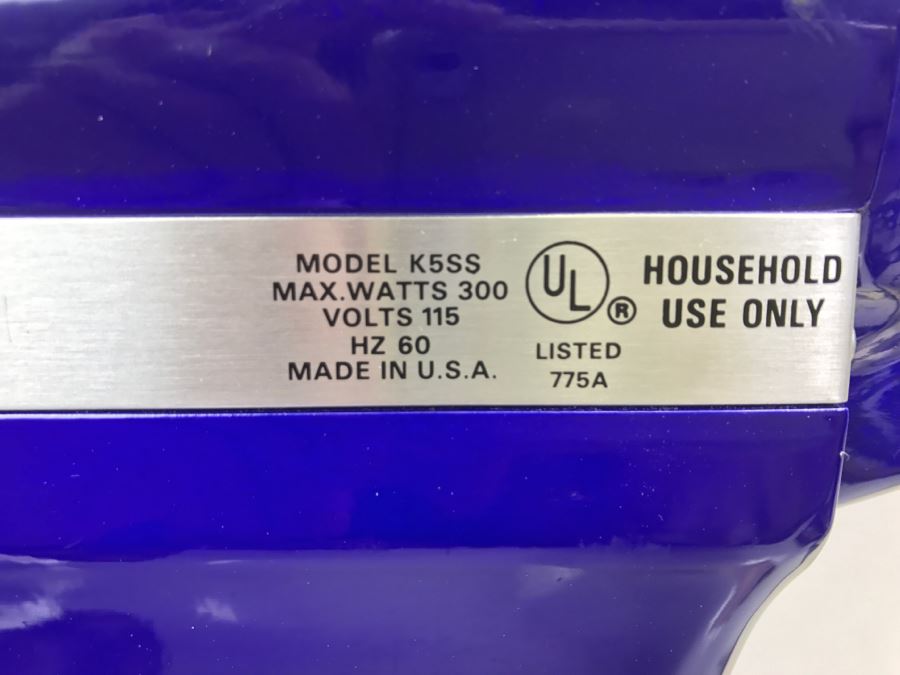 MODEL K5SS
MAX.WATTS 300
VOLTS 115
HZ 60
MADE IN U.S.A.
UL®
LISTED
775A
HOUSEHOLD
USE ONLY